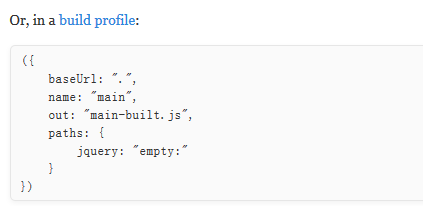 Or, in a build profile:
({
    baseUrl: ".",
    name: "main",
    out: "main-built.js",
    paths: {
        jquery: "empty:"
    }
})